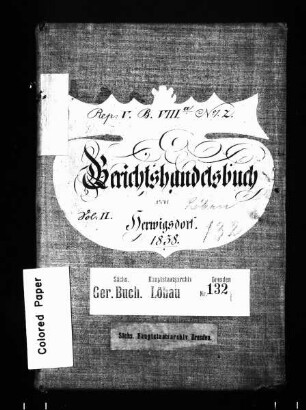 Rep. V. B. VIII. No. 2.
Gerichtshandelsbuch
von
Löbau
Vol. II.
Herwigsdorf.
132
1838.
Sächs. Hauptstaatsarchiv Dresden
Ger. Buch. Löbau Nr. 132
Sächs. Hauptstaatsarchiv Dresden.
Colored Paper